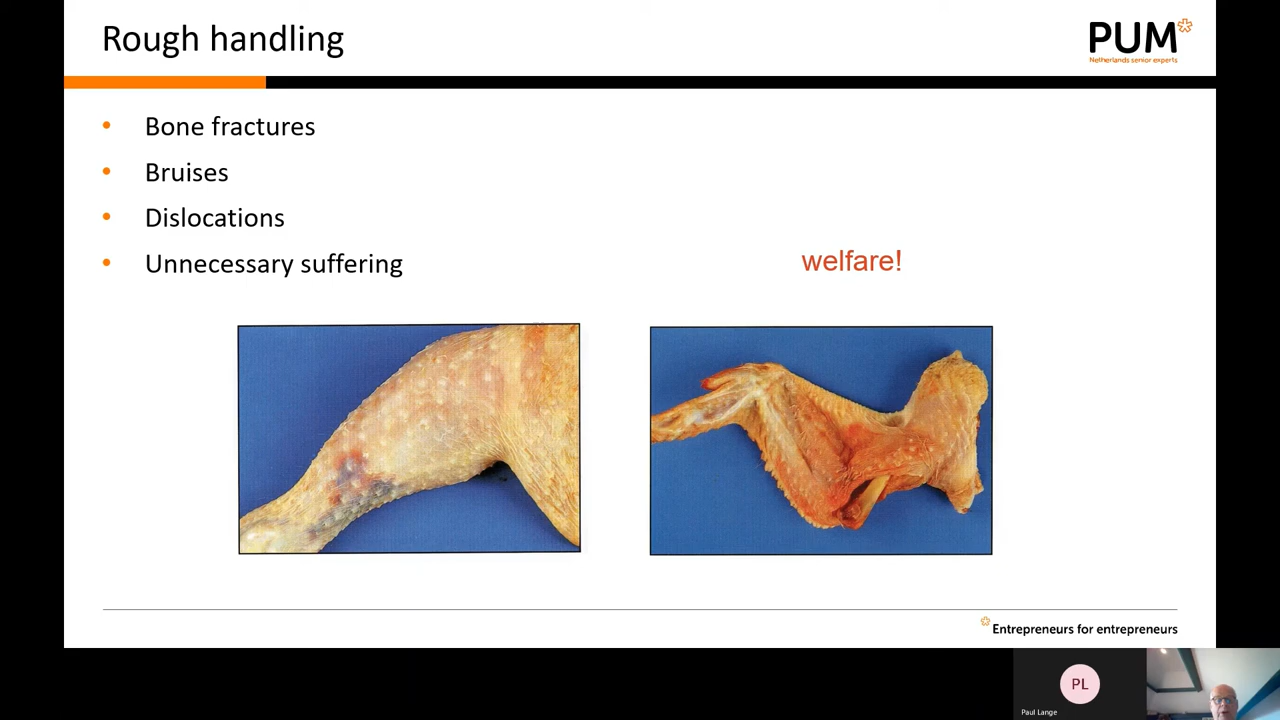 Rough handling
PUM
Netherlands senior experts
• Bone fractures
• Bruises
• Dislocations
• Unnecessary suffering
welfare!
Entrepreneurs for entrepreneurs
PL
Paul Lange